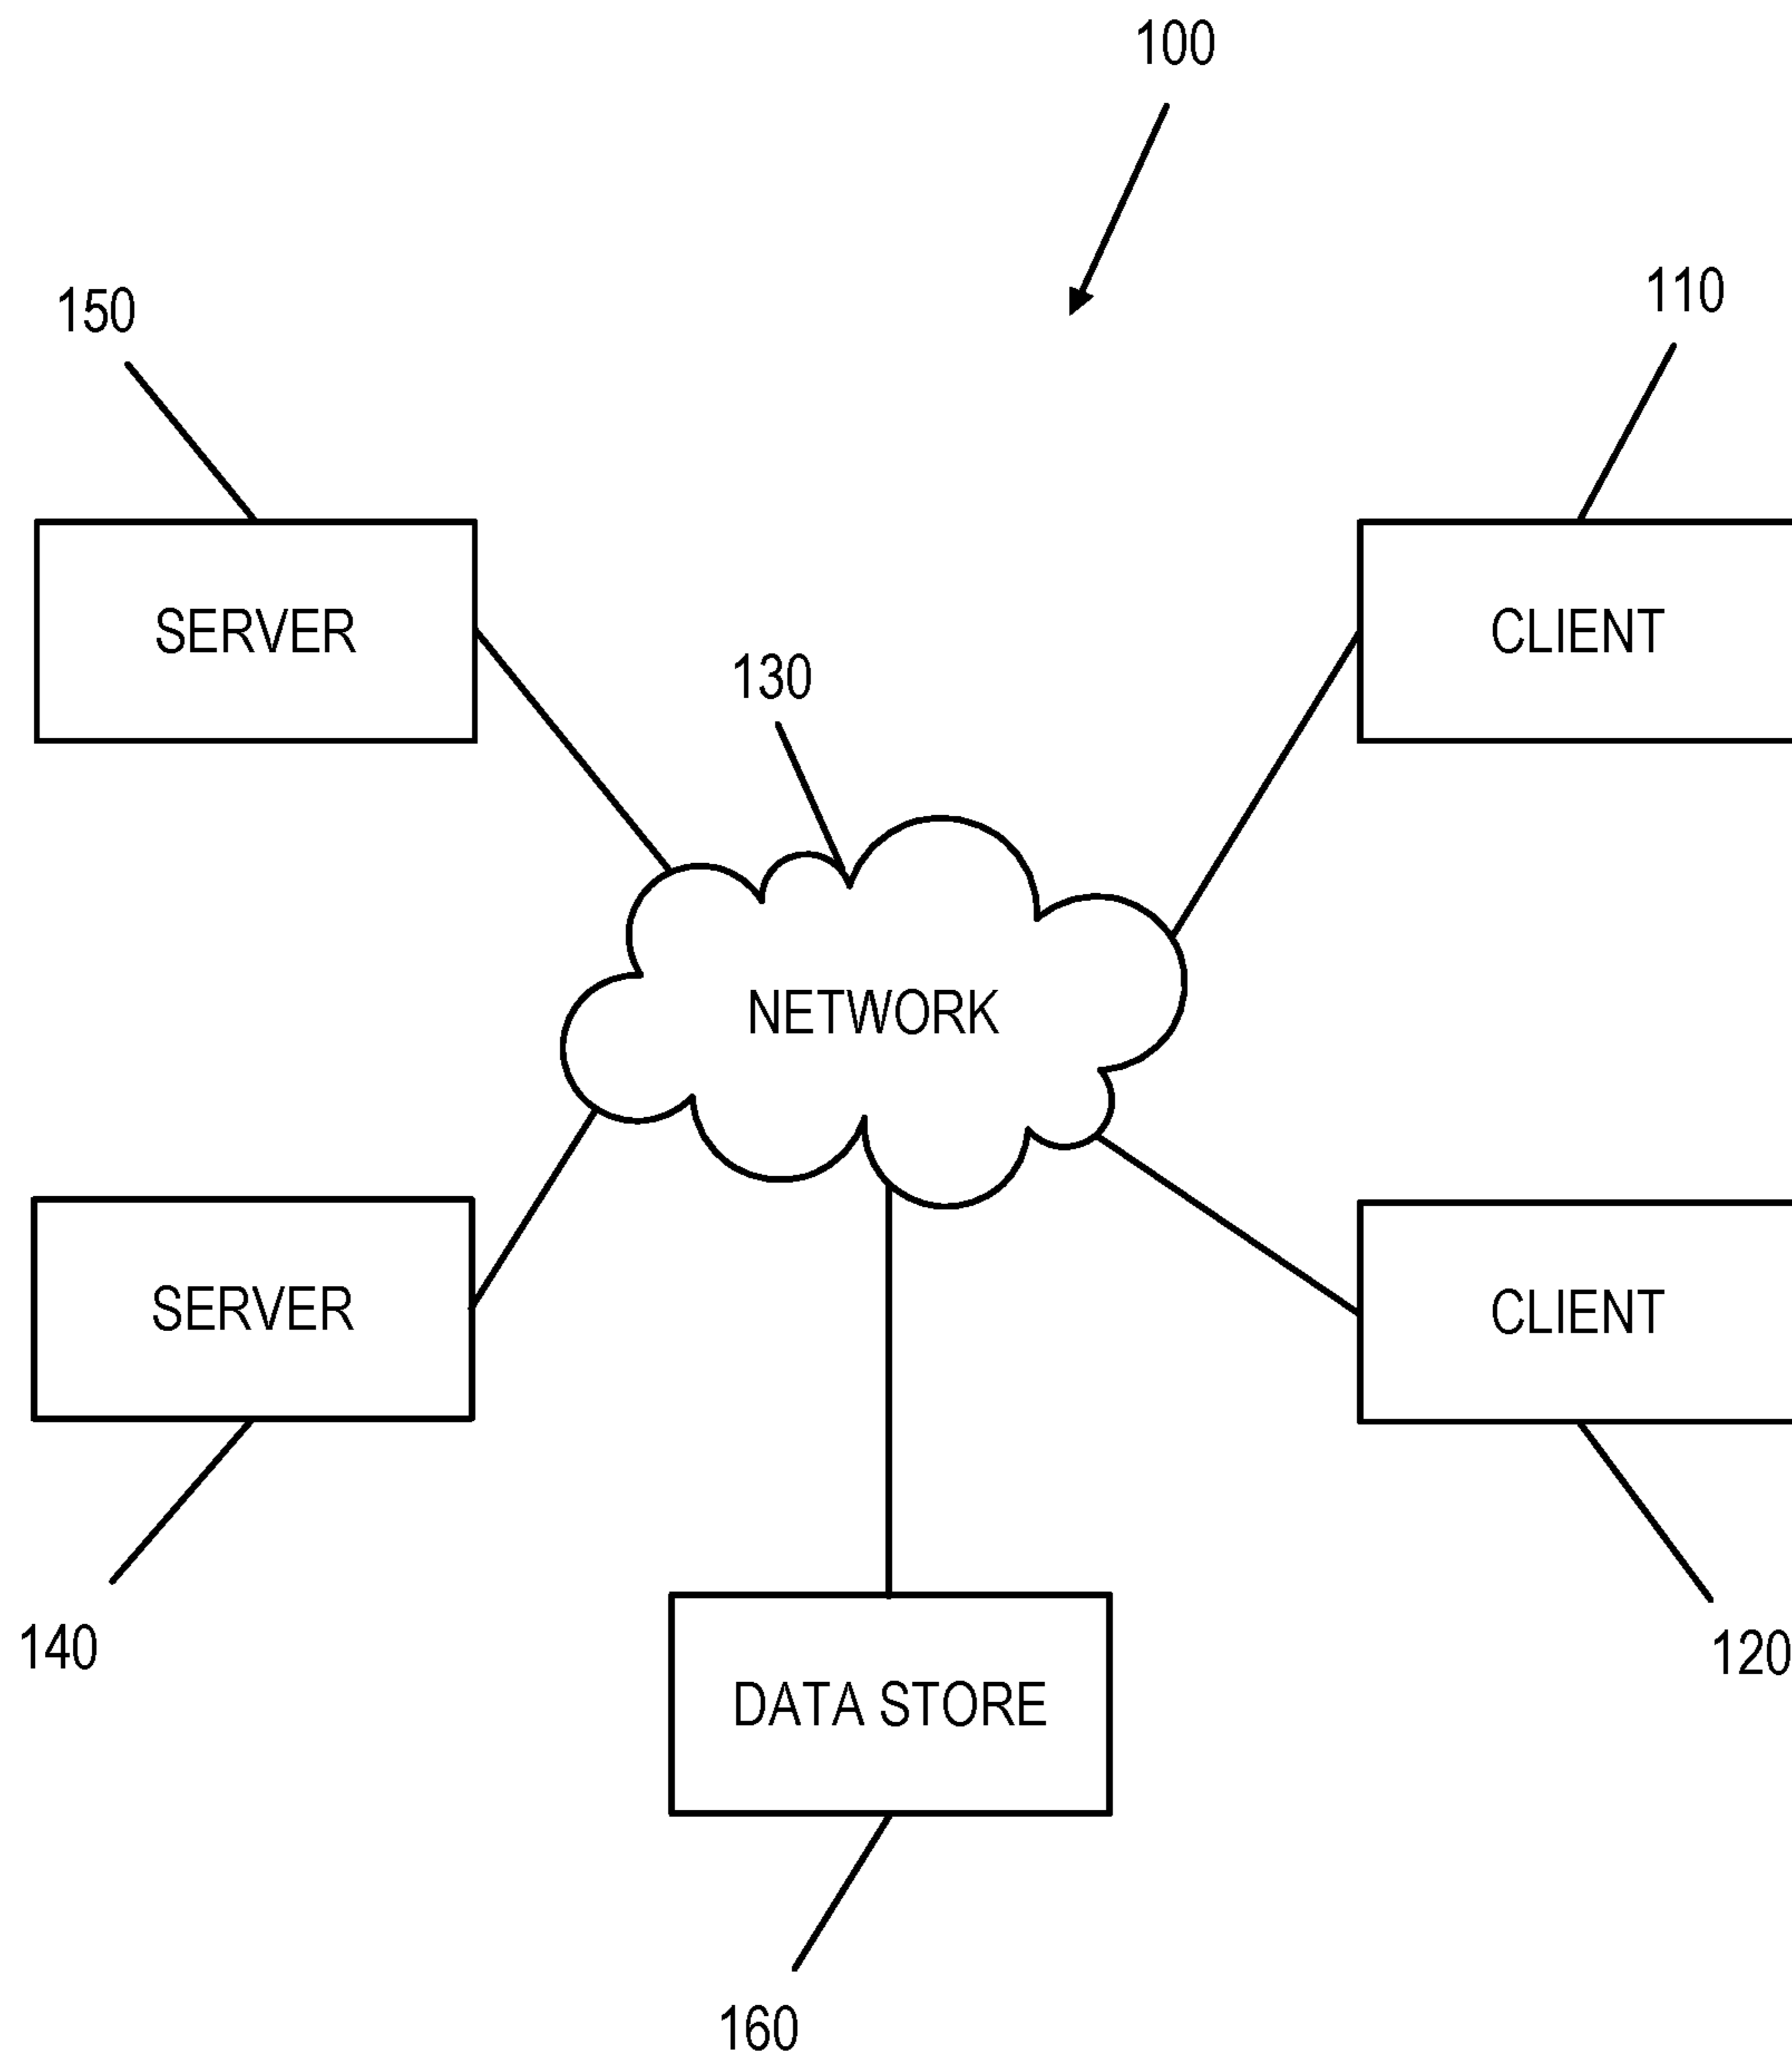 100
150
110
SERVER
CLIENT
130
NETWORK
SERVER
CLIENT
140
120
DATA STORE
160